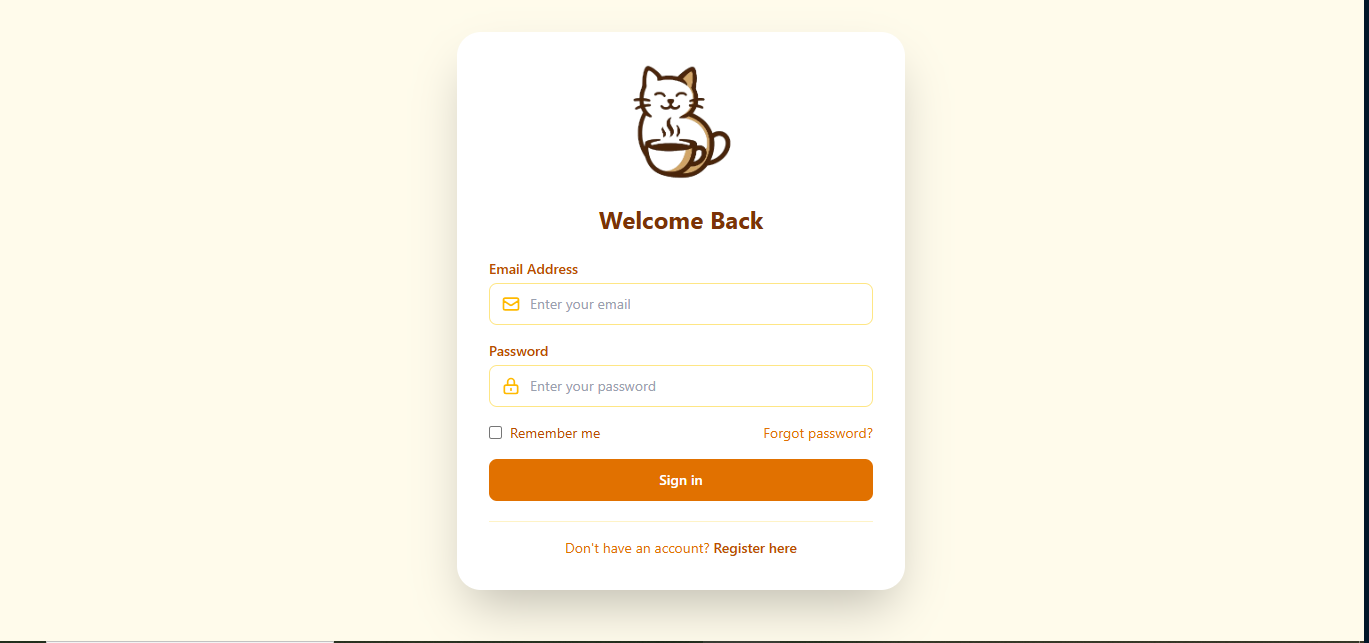 Welcome Back
Email Address
Enter your email
Password
Enter your password
Remember me
Forgot password?
Sign in
Don't have an account? Register here